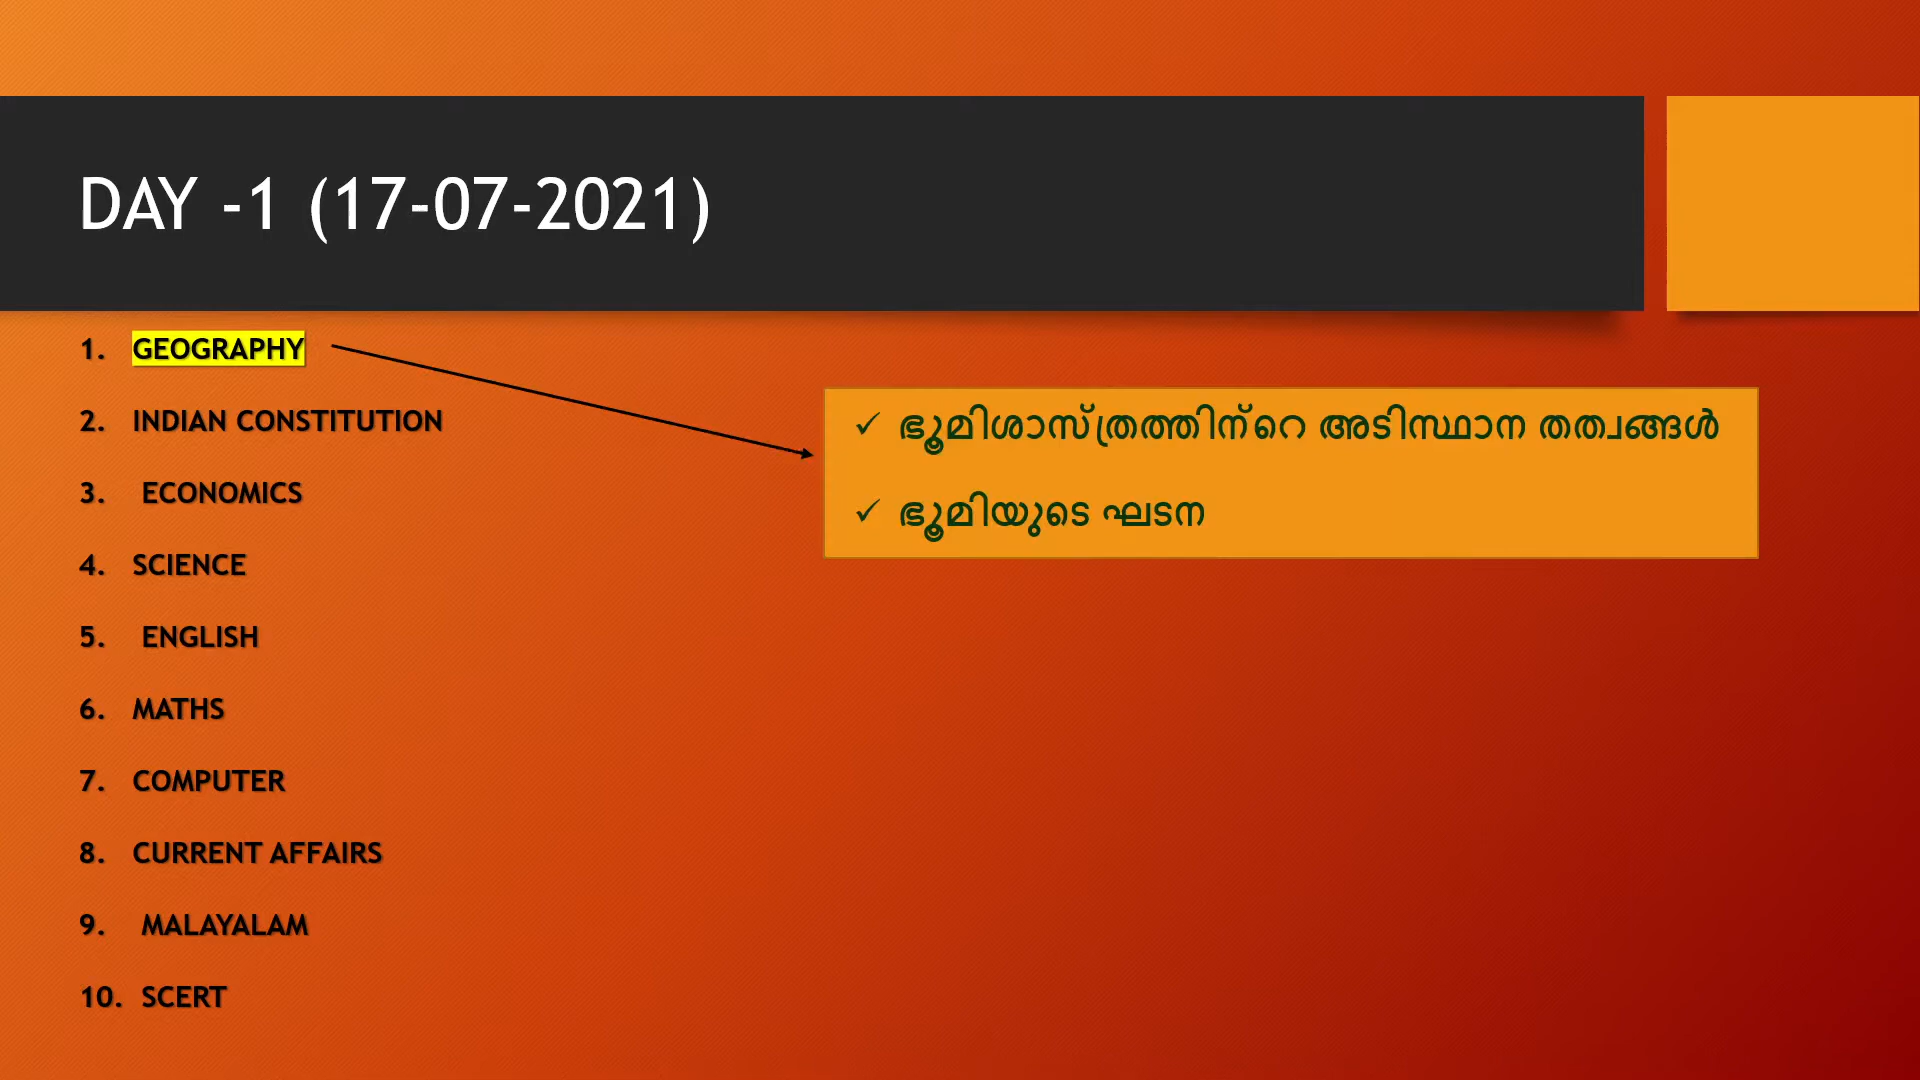 DAY -1 (17-07-2021)
1. GEOGRAPHY
2. INDIAN CONSTITUTION
3. ECONOMICS
4. SCIENCE
5. ENGLISH
6. MATHS
7. COMPUTER
8. CURRENT AFFAIRS
9. MALAYALAM
10. SCERT
✓ ഭൂമിശാസ്ത്രത്തിന്റെ അടിസ്ഥാന തത്വങ്ങൾ
✓ ഭൂമിയുടെ ഘടന